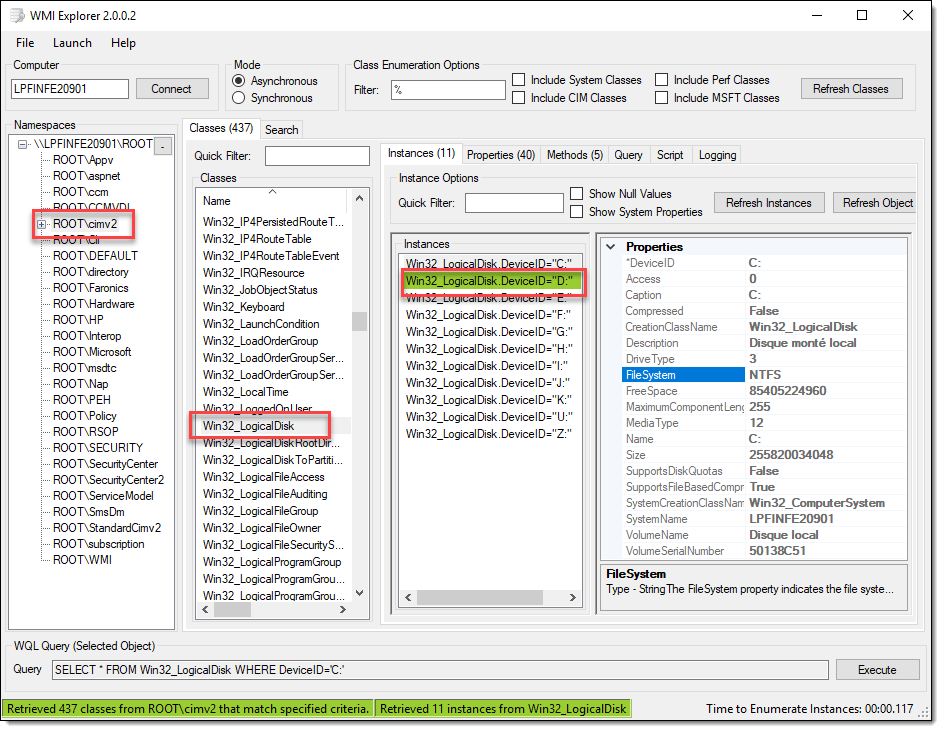 WMI Explorer 2.0.0.2
File Launch Help
Computer
LPFINFE20901 Connect
Mode
Asynchronous
Synchronous
Class Enumeration Options
Filter: % Include System Classes Include Perf Classes
Include CIM Classes Include MSFT Classes
Refresh Classes
Namespaces
\\LPFINFE20901\ROOT -
ROOT\Appv
ROOT\aspnet
ROOT\ccm
ROOT\CCMVDI
ROOT\cimv2
ROOT\Cli
ROOT\DEFAULT
ROOT\directory
ROOT\Faronics
ROOT\Hardware
ROOT\HP
ROOT\Interop
ROOT\Microsoft
ROOT\msdtc
ROOT\Nap
ROOT\PEH
ROOT\Policy
ROOT\RSOP
ROOT\SECURITY
ROOT\SecurityCenter
ROOT\SecurityCenter2
ROOT\ServiceModel
ROOT\SmsDm
ROOT\StandardCimv2
ROOT\subscription
ROOT\WMI
Classes (437) Search
Quick Filter:
Classes
Name
Win32_IP4PersistedRouteT...
Win32_IP4RouteTable
Win32_IP4RouteTableEvent
Win32_IRQResource
Win32_JobObjectStatus
Win32_Keyboard
Win32_LaunchCondition
Win32_LoadOrderGroup
Win32_LoadOrderGroupSer...
Win32_LoadOrderGroupSer...
Win32_LocalTime
Win32_LoggedOnUser
Win32_LogicalDisk
Win32_LogicalDiskRootDir...
Win32_LogicalDiskToPartiti...
Win32_LogicalFileAccess
Win32_LogicalFileAuditing
Win32_LogicalFileGroup
Win32_LogicalFileOwner
Win32_LogicalFileSecurityS...
Win32_LogicalProgramGroup
Win32_LogicalProgramGrou...
Win32_LogicalProgramGrou...
Instances (11) Properties (40) Methods (5) Query Script Logging
Instance Options
Quick Filter: Show Null Values
Show System Properties
Refresh Instances Refresh Object
Instances
Win32_LogicalDisk.DeviceID="C:"
Win32_LogicalDisk.DeviceID="D:"
Win32_LogicalDisk.DeviceID="E:"
Win32_LogicalDisk.DeviceID="F:"
Win32_LogicalDisk.DeviceID="G:"
Win32_LogicalDisk.DeviceID="H:"
Win32_LogicalDisk.DeviceID="I:"
Win32_LogicalDisk.DeviceID="J:"
Win32_LogicalDisk.DeviceID="K:"
Win32_LogicalDisk.DeviceID="U:"
Win32_LogicalDisk.DeviceID="Z:"
Properties
*DeviceID C:
Access 0
Caption C:
Compressed False
CreationClassName Win32_LogicalDisk
Description Disque monté local
DriveType 3
FileSystem NTFS
FreeSpace 85405224960
MaximumComponentLeng 255
MediaType 12
Name C:
Size 255820034048
SupportsDiskQuotas False
SupportsFileBasedCompr True
SystemCreationClassNam Win32_ComputerSystem
SystemName LPFINFE20901
VolumeName Disque local
VolumeSerialNumber 50138C51
FileSystem
Type - StringThe FileSystem property indicates the file syste...
WQL Query (Selected Object)
Query SELECT * FROM Win32_LogicalDisk WHERE DeviceID='C:' Execute
Retrieved 437 classes from ROOT\cimv2 that match specified criteria. Retrieved 11 instances from Win32_LogicalDisk Time to Enumerate Instances: 00:00.117